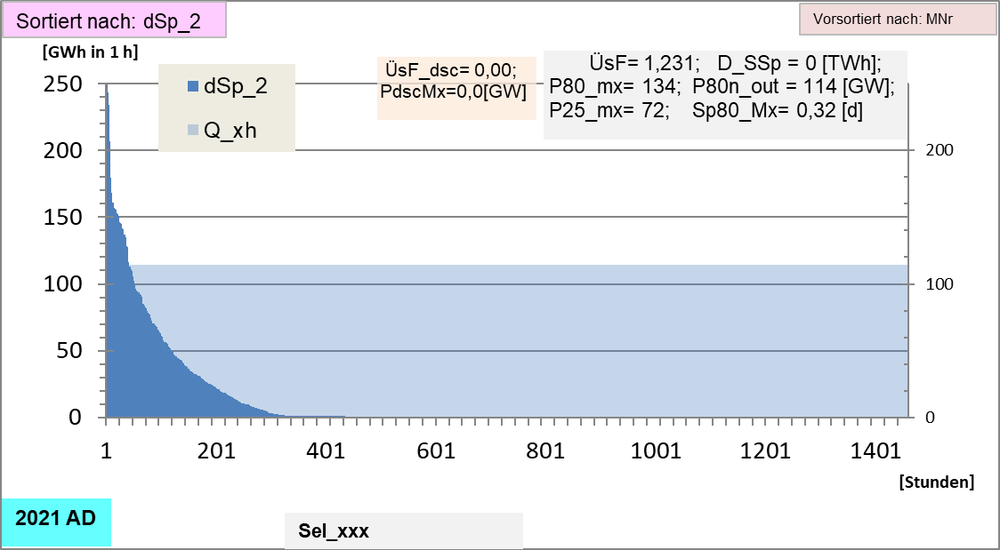 Sortiert nach: dSp_2
Vorsortiert nach: MNr
[GWh in 1 h]
dSp_2
Q_xh
ÜsF_dsc= 0,00;
PdscMx=0,0[GW]
ÜsF= 1,231; D_SSp = 0 [TWh];
P80_mx= 134; P80n_out = 114 [GW];
P25_mx= 72; Sp80_Mx= 0,32 [d]
250
200
150
100
50
0
200
100
0
1 201 401 601 801 1001 1201 1401
[Stunden]
2021 AD
Sel_xxx